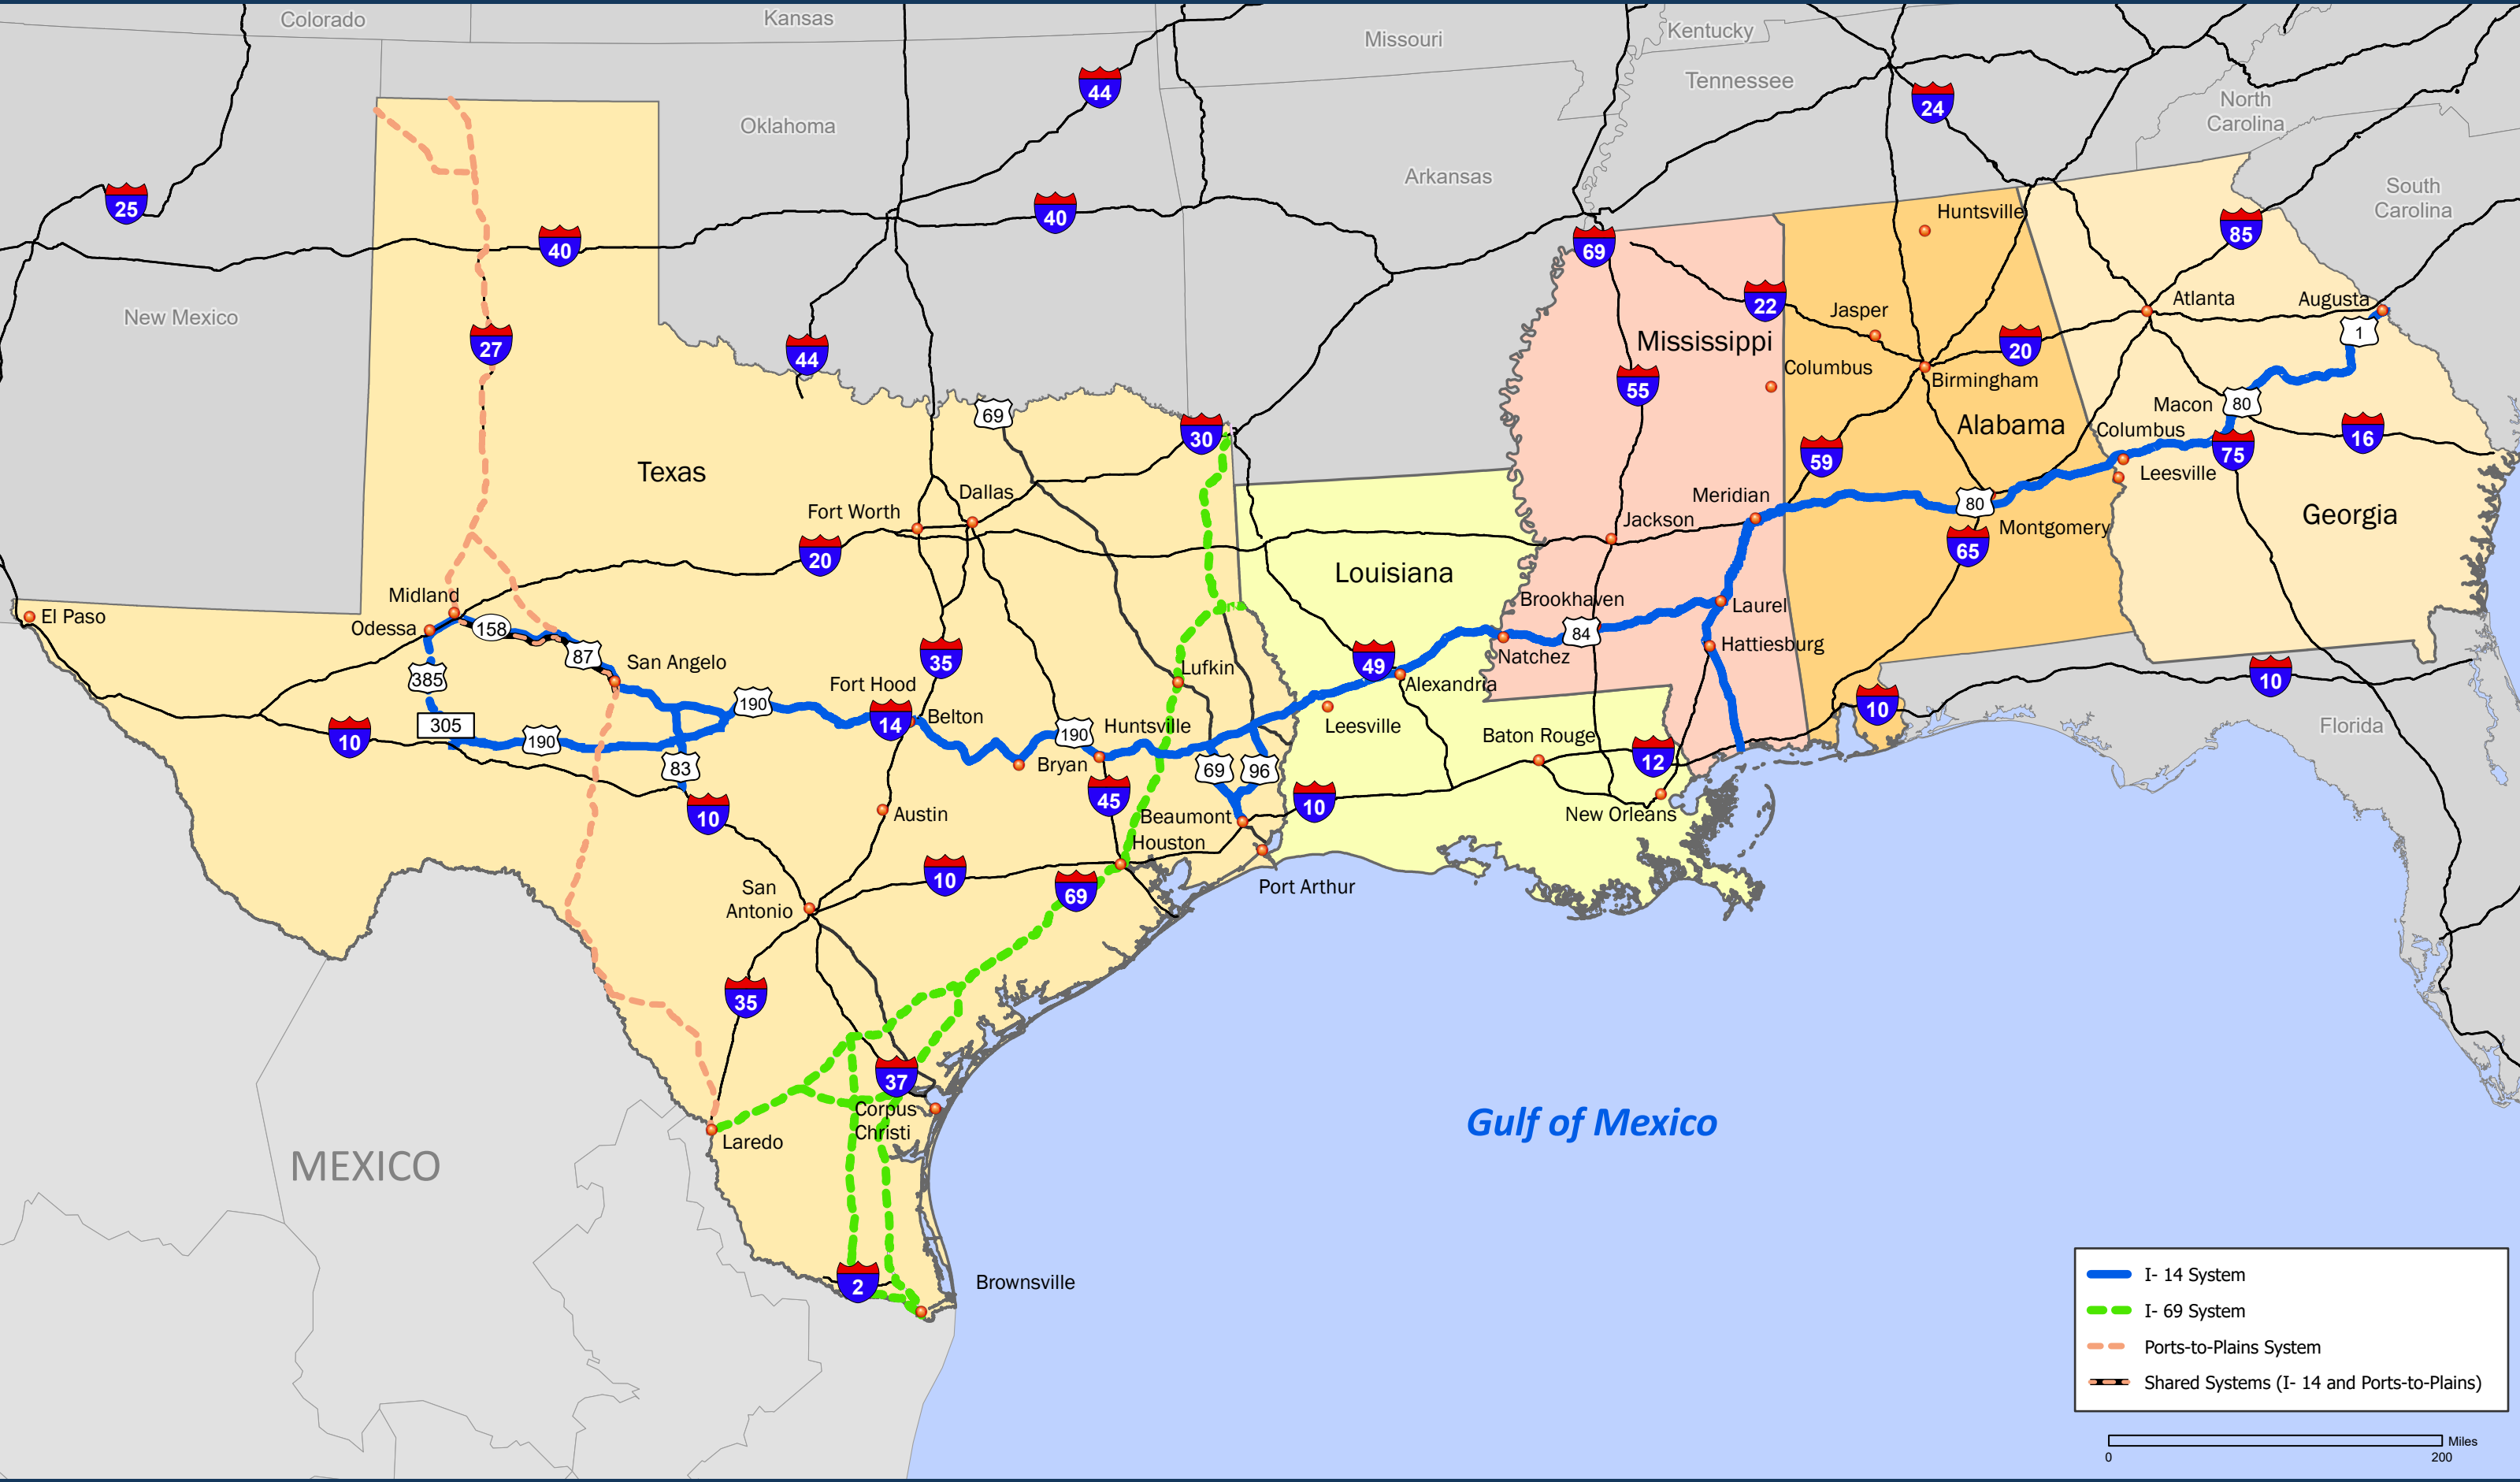 Colorado
Kansas
Missouri
Kentucky
Tennessee
North
Carolina
South
Carolina
Oklahoma
Arkansas
New Mexico
Florida
MEXICO
Gulf of Mexico
Texas
Louisiana
Mississippi
Alabama
Georgia
44
24
25
40
40
85
69
22
27
44
55
20
30
59
16
75
20
65
35
49
14
10
10
10
12
45
10
10
10
69
35
37
2
69
1
80
80
158
87
385
305
190
190
190
83
84
69
96
Huntsville
Jasper
Columbus
Birmingham
Atlanta
Augusta
Macon
Columbus
Leesville
Montgomery
Meridian
Jackson
Brookhaven
Laurel
Natchez
Hattiesburg
Alexandria
Leesville
Baton Rouge
New Orleans
Dallas
Fort Worth
Midland
Odessa
El Paso
San Angelo
Fort Hood
Belton
Lufkin
Huntsville
Bryan
Austin
Beaumont
Houston
Port Arthur
San
Antonio
Corpus
Christi
Laredo
Brownsville
I- 14 System
I- 69 System
Ports-to-Plains System
Shared Systems (I- 14 and Ports-to-Plains)
Miles
0
200